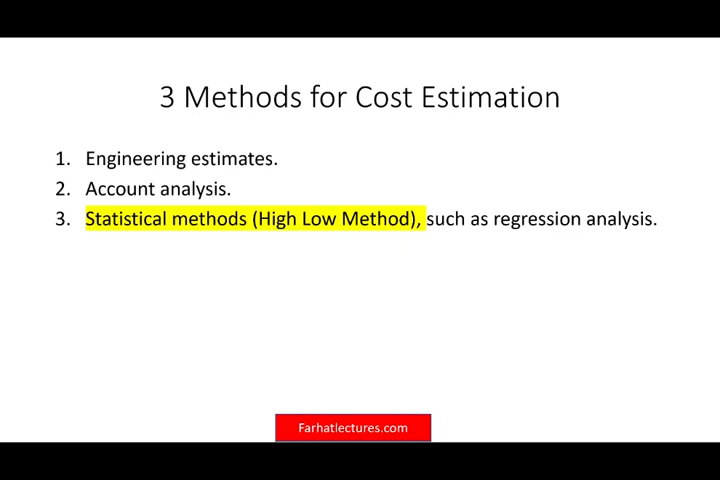 3 Methods for Cost Estimation
1. Engineering estimates.
2. Account analysis.
3. Statistical methods (High Low Method), such as regression analysis.
Farhatlectures.com